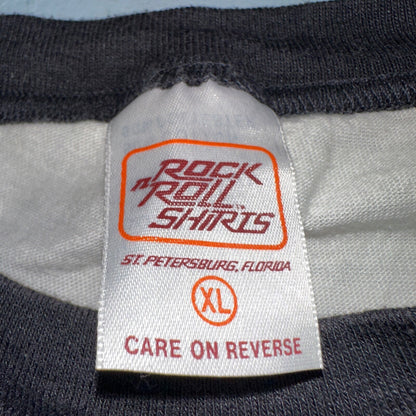 ROCK
n' ROLL
SHIRTS
ST. PETERSBURG, FLORIDA
XL
CARE ON REVERSE